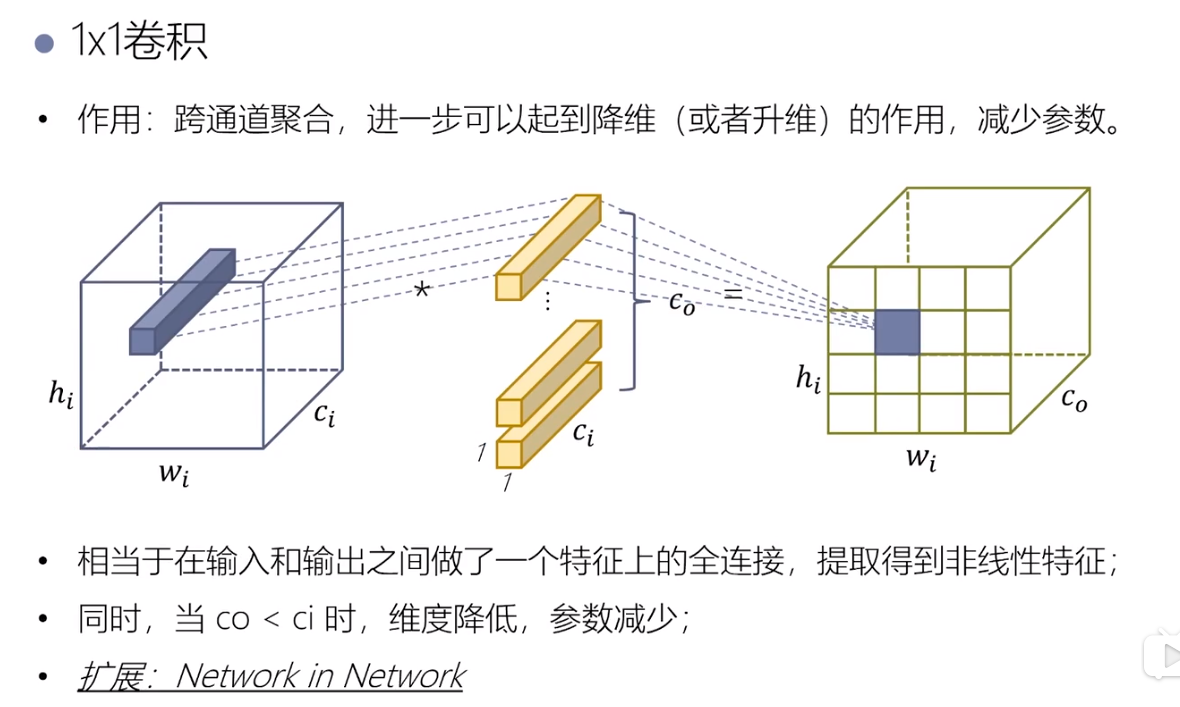 1x1卷积
作用：跨通道聚合，进一步可以起到降维（或者升维）的作用，减少参数。
*
⋮
=
h_i
w_i
c_i
1
1
c_i
c_o
h_i
w_i
c_o
相当于在输入和输出之间做了一个特征上的全连接，提取得到非线性特征；
同时，当 co < ci 时，维度降低，参数减少；
扩展：Network in Network